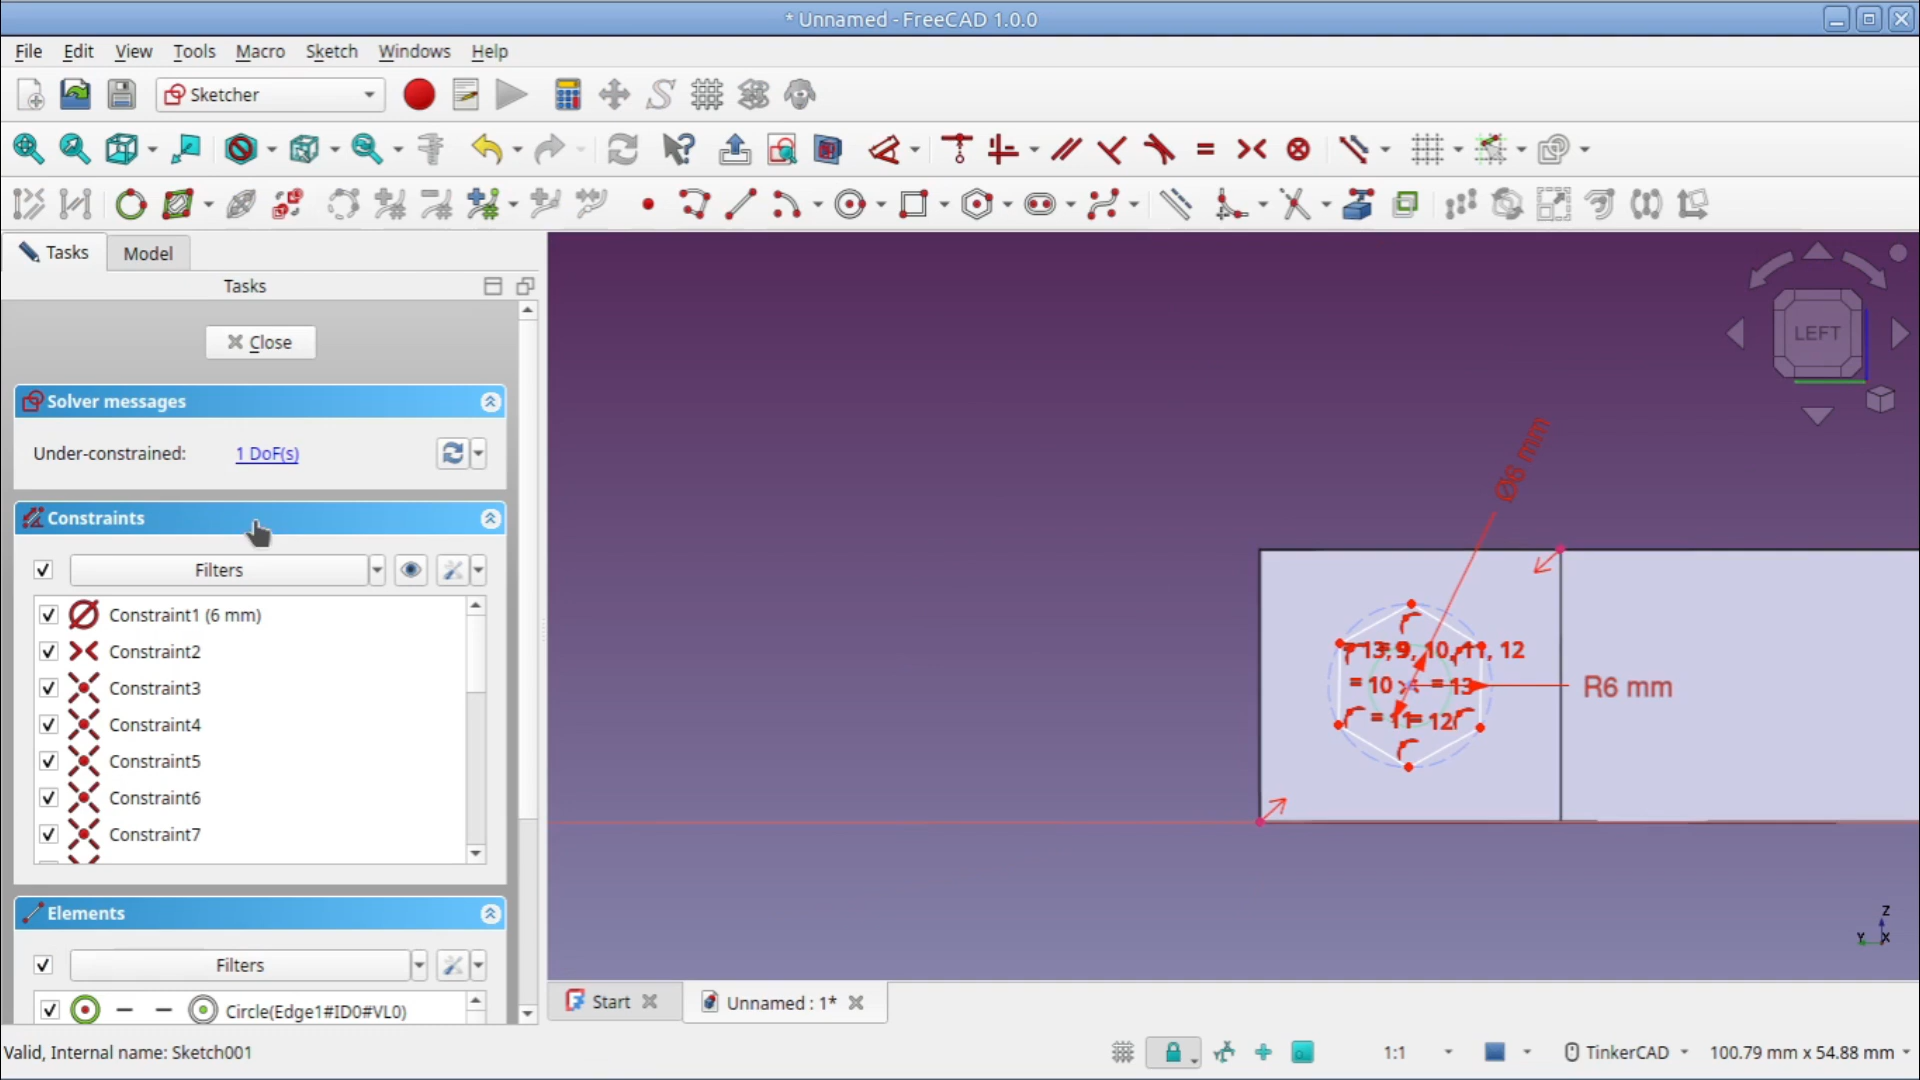 * Unnamed - FreeCAD 1.0.0
File Edit View Tools Macro Sketch Windows Help
Sketcher
Tasks Model
Tasks
Close
Solver messages
Under-constrained: 1 DoF(s)
Constraints
Filters
Constraint1 (6 mm)
Constraint2
Constraint3
Constraint4
Constraint5
Constraint6
Constraint7
Elements
Filters
Circle(Edge1#ID0#VL0)
LEFT
R6 mm
= 10
= 13
= 12
Z
Y X
Start
Unnamed : 1*
Valid, Internal name: Sketch001
1:1
TinkerCAD
100.79 mm x 54.88 mm